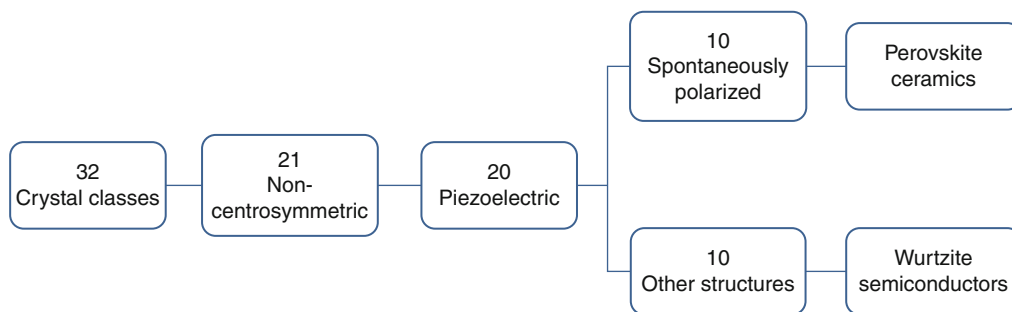 32
Crystal classes
21
Non-
centrosymmetric
20
Piezoelectric
10
Spontaneously
polarized
Perovskite
ceramics
10
Other structures
Wurtzite
semiconductors